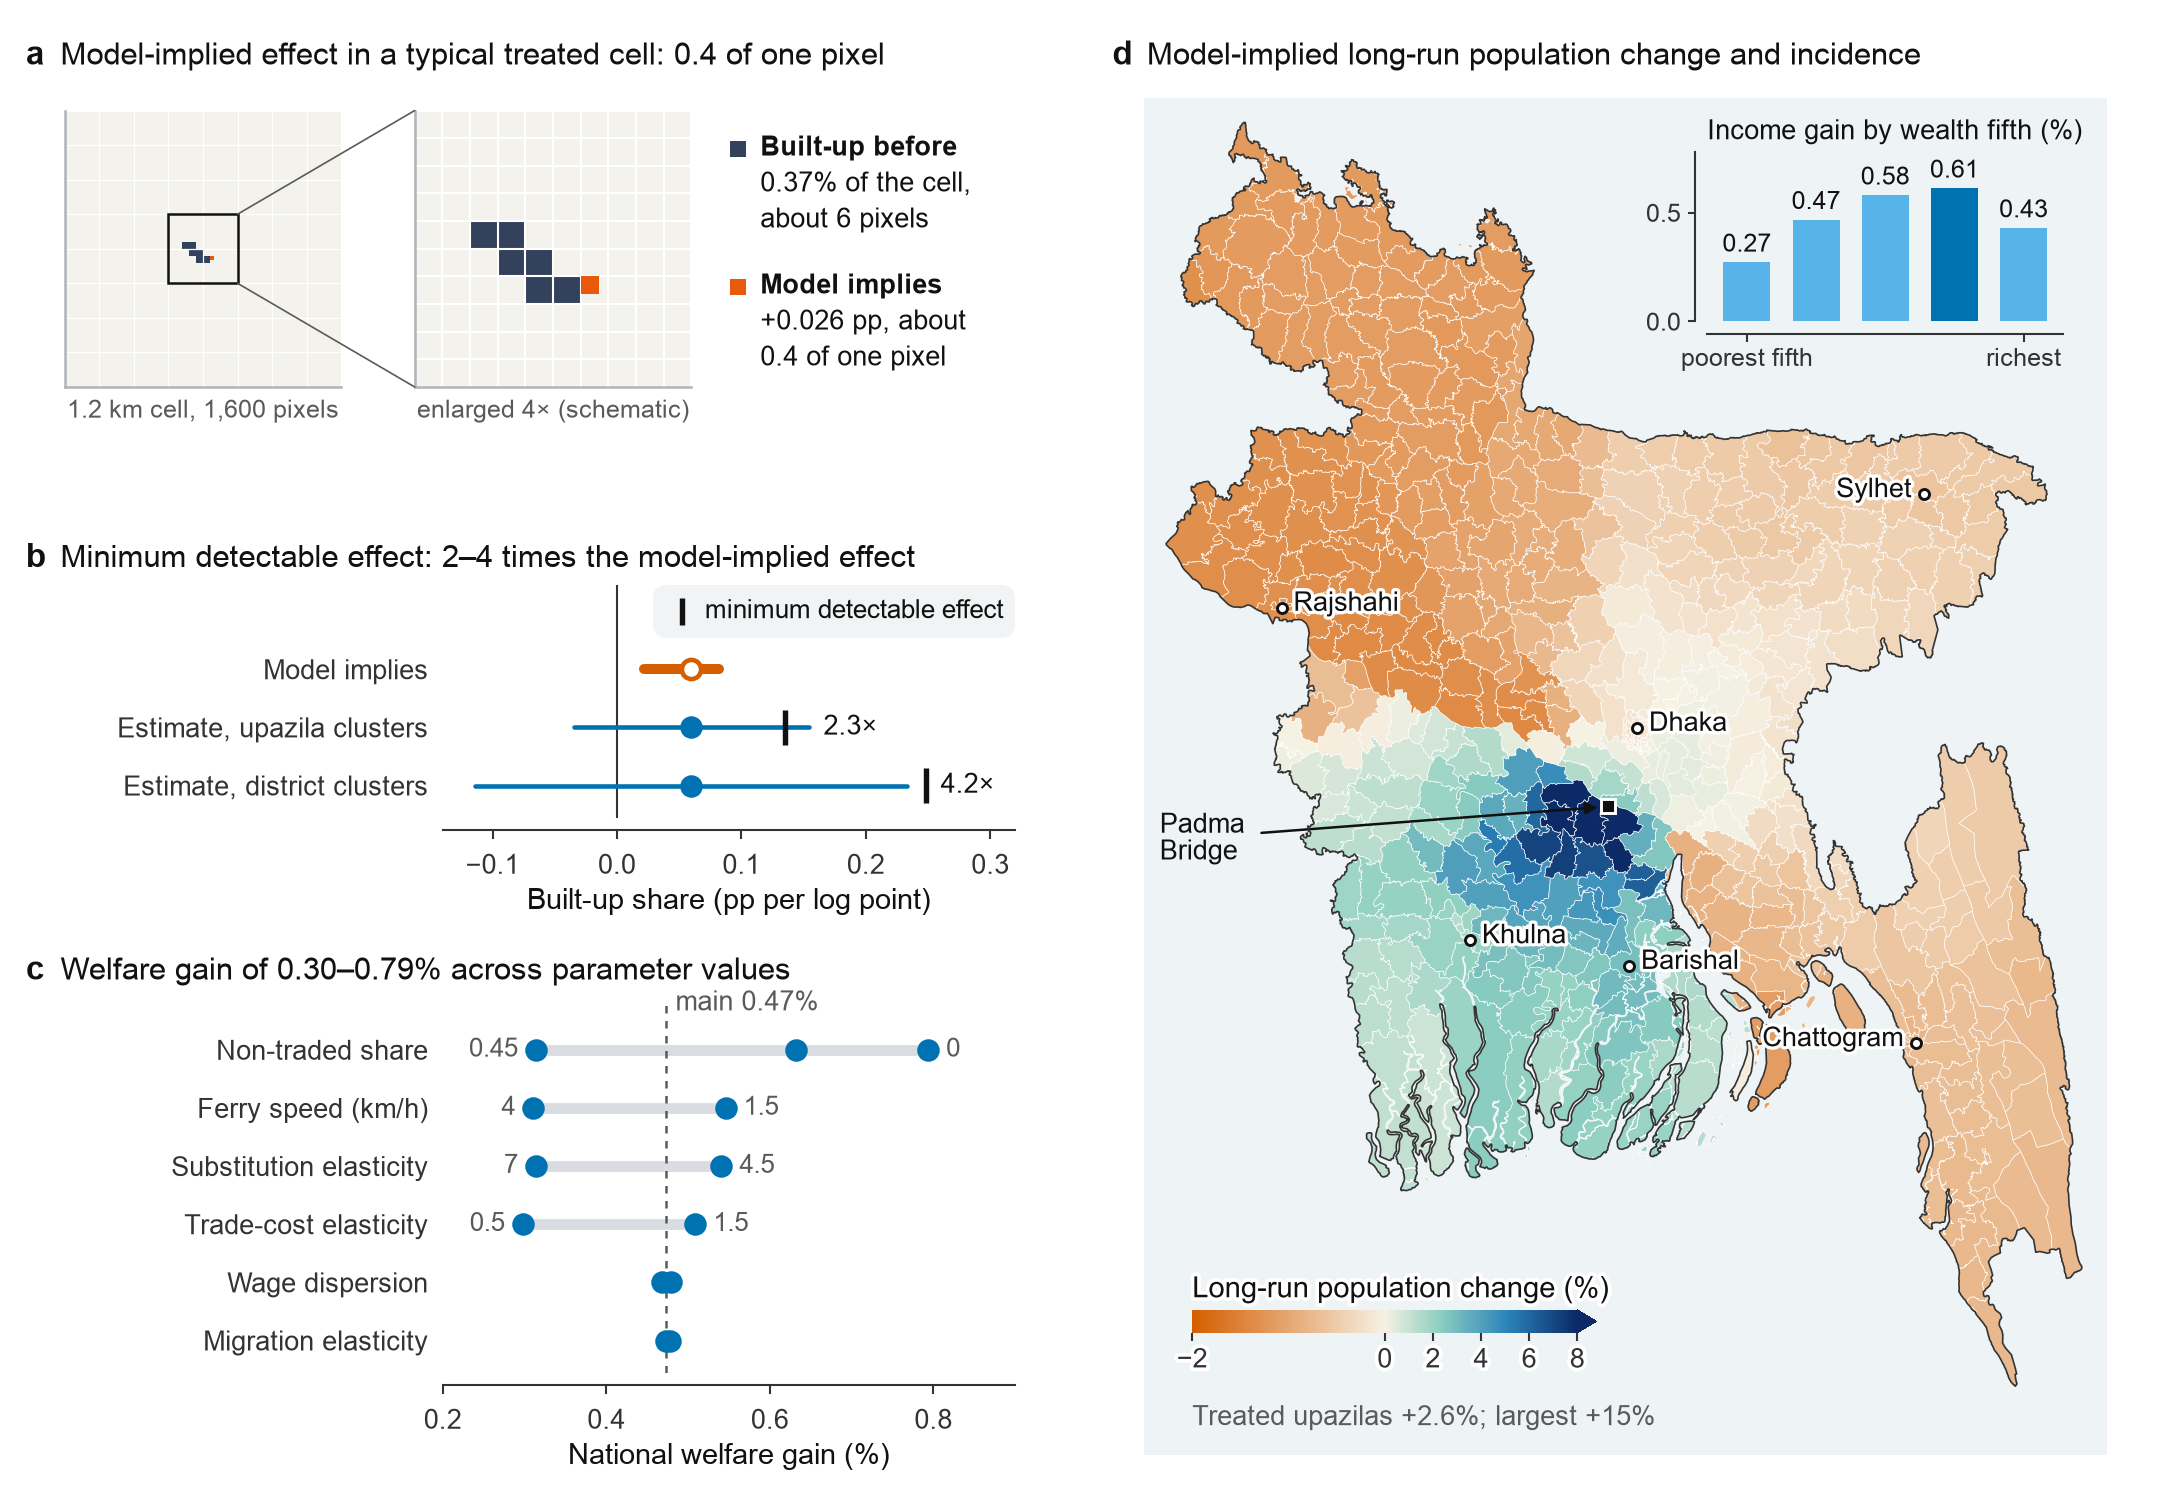 a Model-implied effect in a typical treated cell: 0.4 of one pixel
Built-up before
0.37% of the cell,
about 6 pixels
Model implies
+0.026 pp, about
0.4 of one pixel
1.2 km cell, 1,600 pixels
enlarged 4× (schematic)
b Minimum detectable effect: 2–4 times the model-implied effect
minimum detectable effect
Model implies
Estimate, upazila clusters
2.3×
Estimate, district clusters
4.2×
−0.1 0.0 0.1 0.2 0.3
Built-up share (pp per log point)
c Welfare gain of 0.30–0.79% across parameter values
main 0.47%
Non-traded share 0.45 0
Ferry speed (km/h) 4 1.5
Substitution elasticity 7 4.5
Trade-cost elasticity 0.5 1.5
Wage dispersion
Migration elasticity
0.2 0.4 0.6 0.8
National welfare gain (%)
d Model-implied long-run population change and incidence
Income gain by wealth fifth (%)
0.27 0.47 0.58 0.61 0.43
0.5
0.0
poorest fifth richest
Sylhet
Rajshahi
Dhaka
Padma
Bridge
Khulna
Barishal
Chattogram
Long-run population change (%)
−2 0 2 4 6 8
Treated upazilas +2.6%; largest +15%